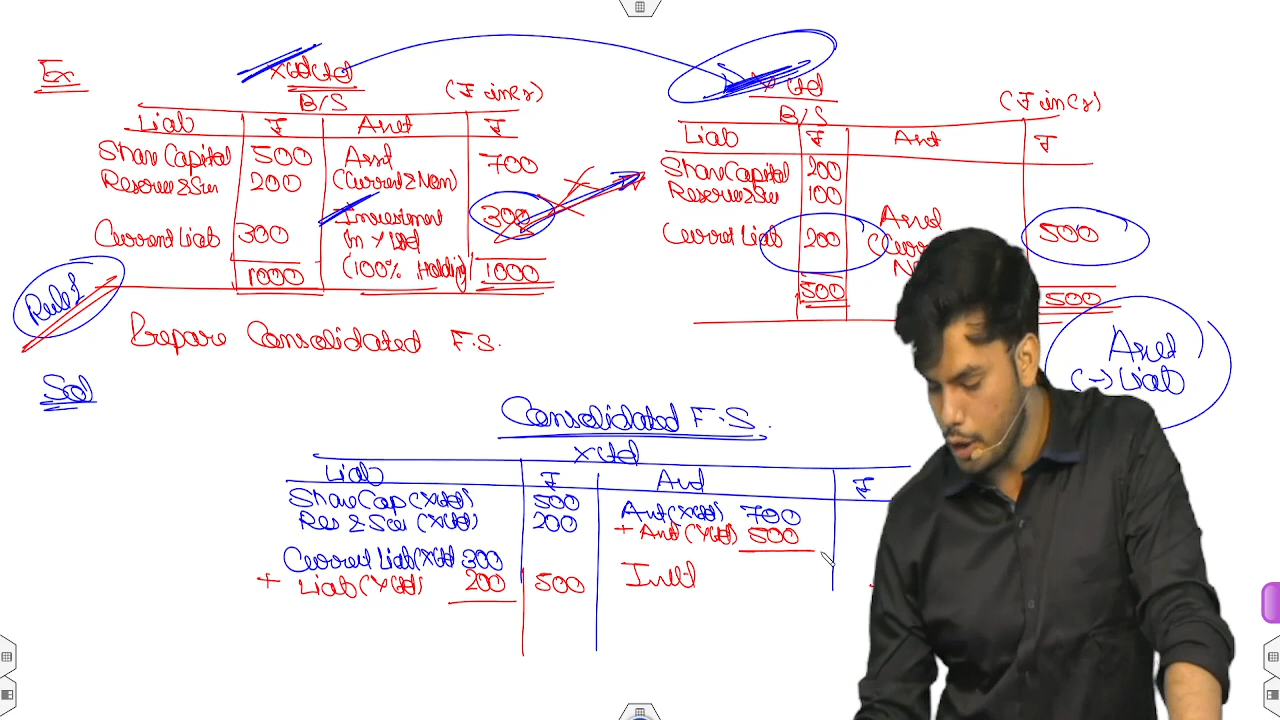 Ex
X Ltd
B/S
(₹ in Cr)
Liab ₹ Asset ₹
Share Capital 500 Asset 700
Reserve & Sur 200 (Current & Non)
Investment 300
Current Liab 300 in Y Ltd
1000 (100% Holding) 1000
Y Ltd
B/S
(₹ in Cr)
Liab ₹ Asset ₹
Share Capital 200
Reserve & Sur 100
Asset
Current Liab 200 500
500 500
Rules
Prepare Consolidated F.S.
Asset
(-) Liab
Sol
Consolidated F.S.
X Ltd
Liab ₹ Asset ₹
Share Cap (X Ltd) 500 Asset (X Ltd) 700
Res & Sur (X Ltd) 200 + Asset (Y Ltd) 500
Current Liab (X Ltd) 300 Invt
+ Liab (Y Ltd) 200 500